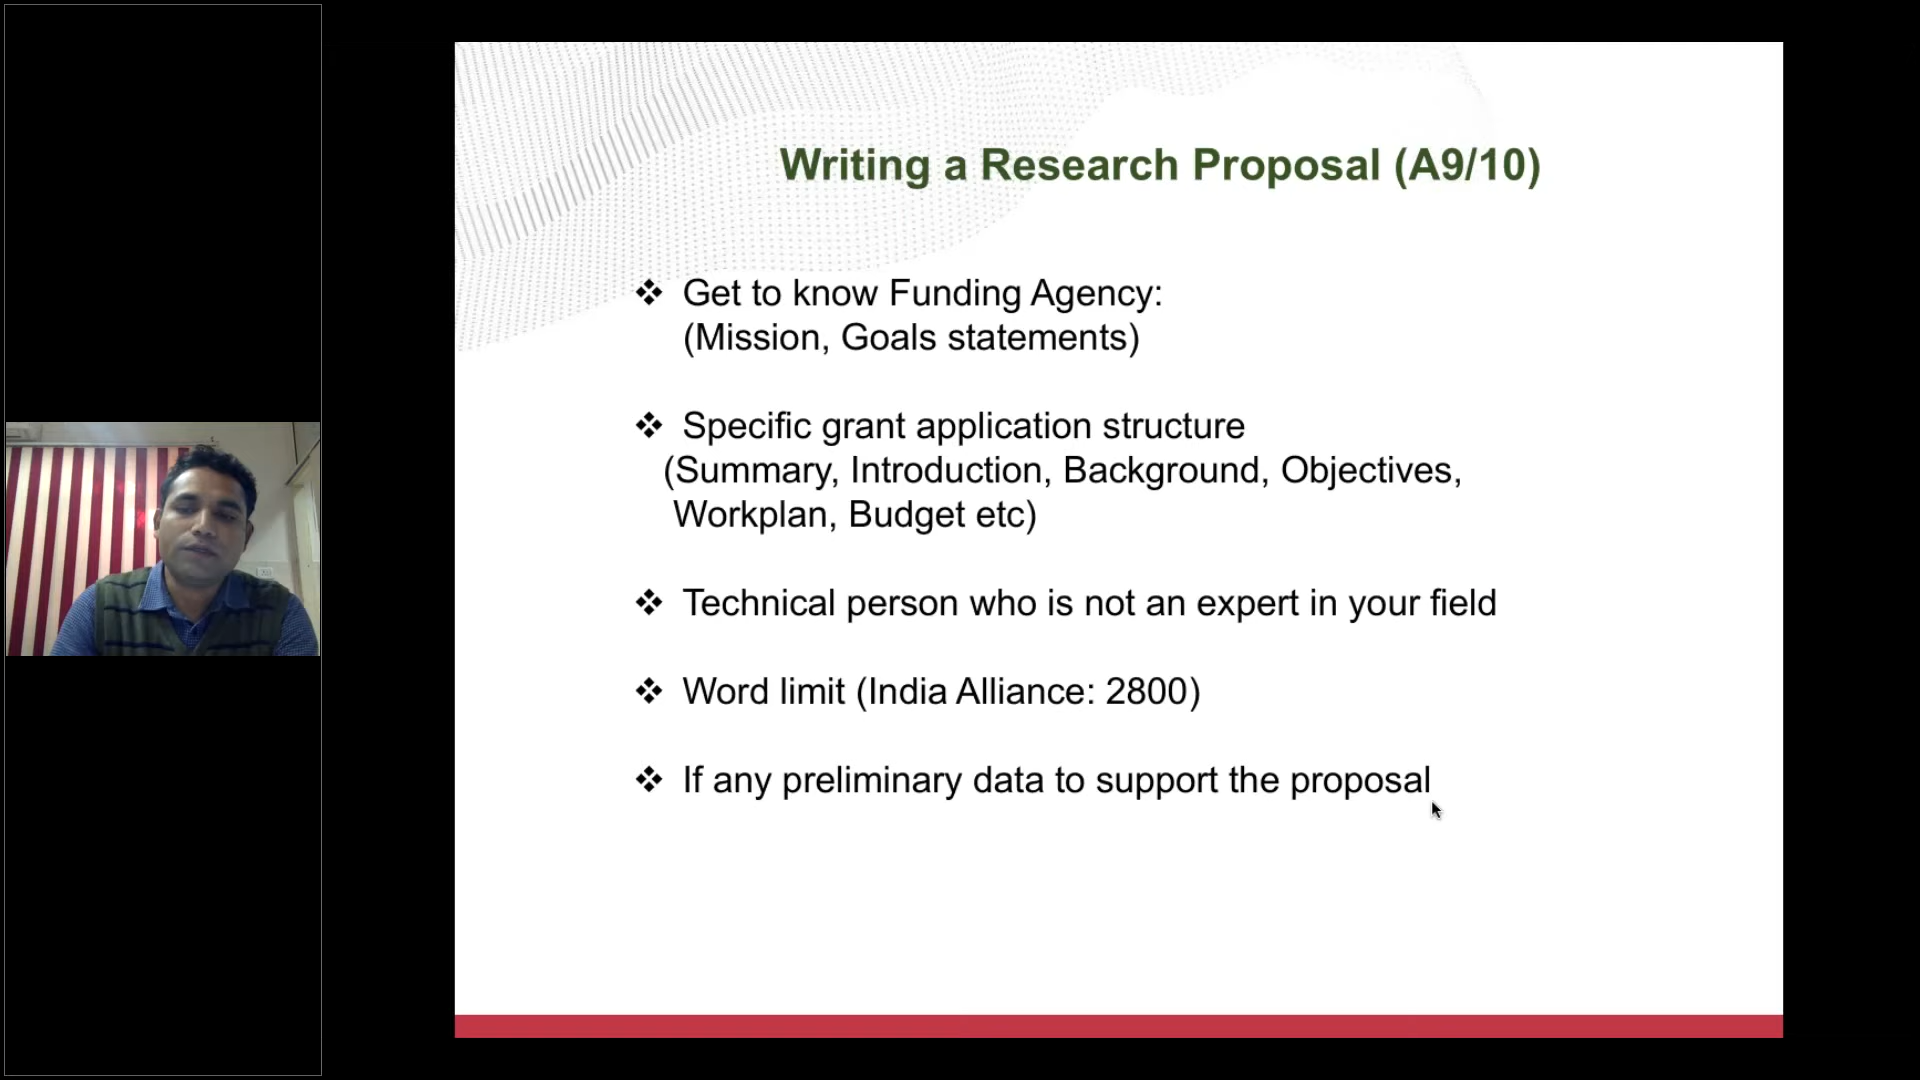 Writing a Research Proposal (A9/10)
❖ Get to know Funding Agency:
(Mission, Goals statements)
❖ Specific grant application structure
(Summary, Introduction, Background, Objectives,
Workplan, Budget etc)
❖ Technical person who is not an expert in your field
❖ Word limit (India Alliance: 2800)
❖ If any preliminary data to support the proposal